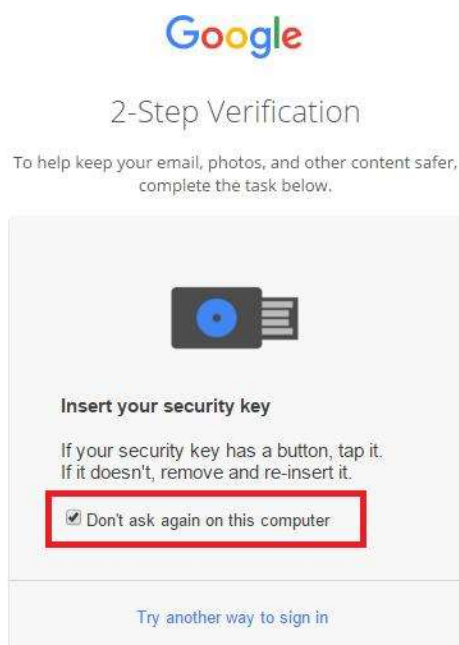 Google
2-Step Verification
To help keep your email, photos, and other content safer,
complete the task below.
Insert your security key
If your security key has a button, tap it.
If it doesn't, remove and re-insert it.
Don't ask again on this computer
Try another way to sign in